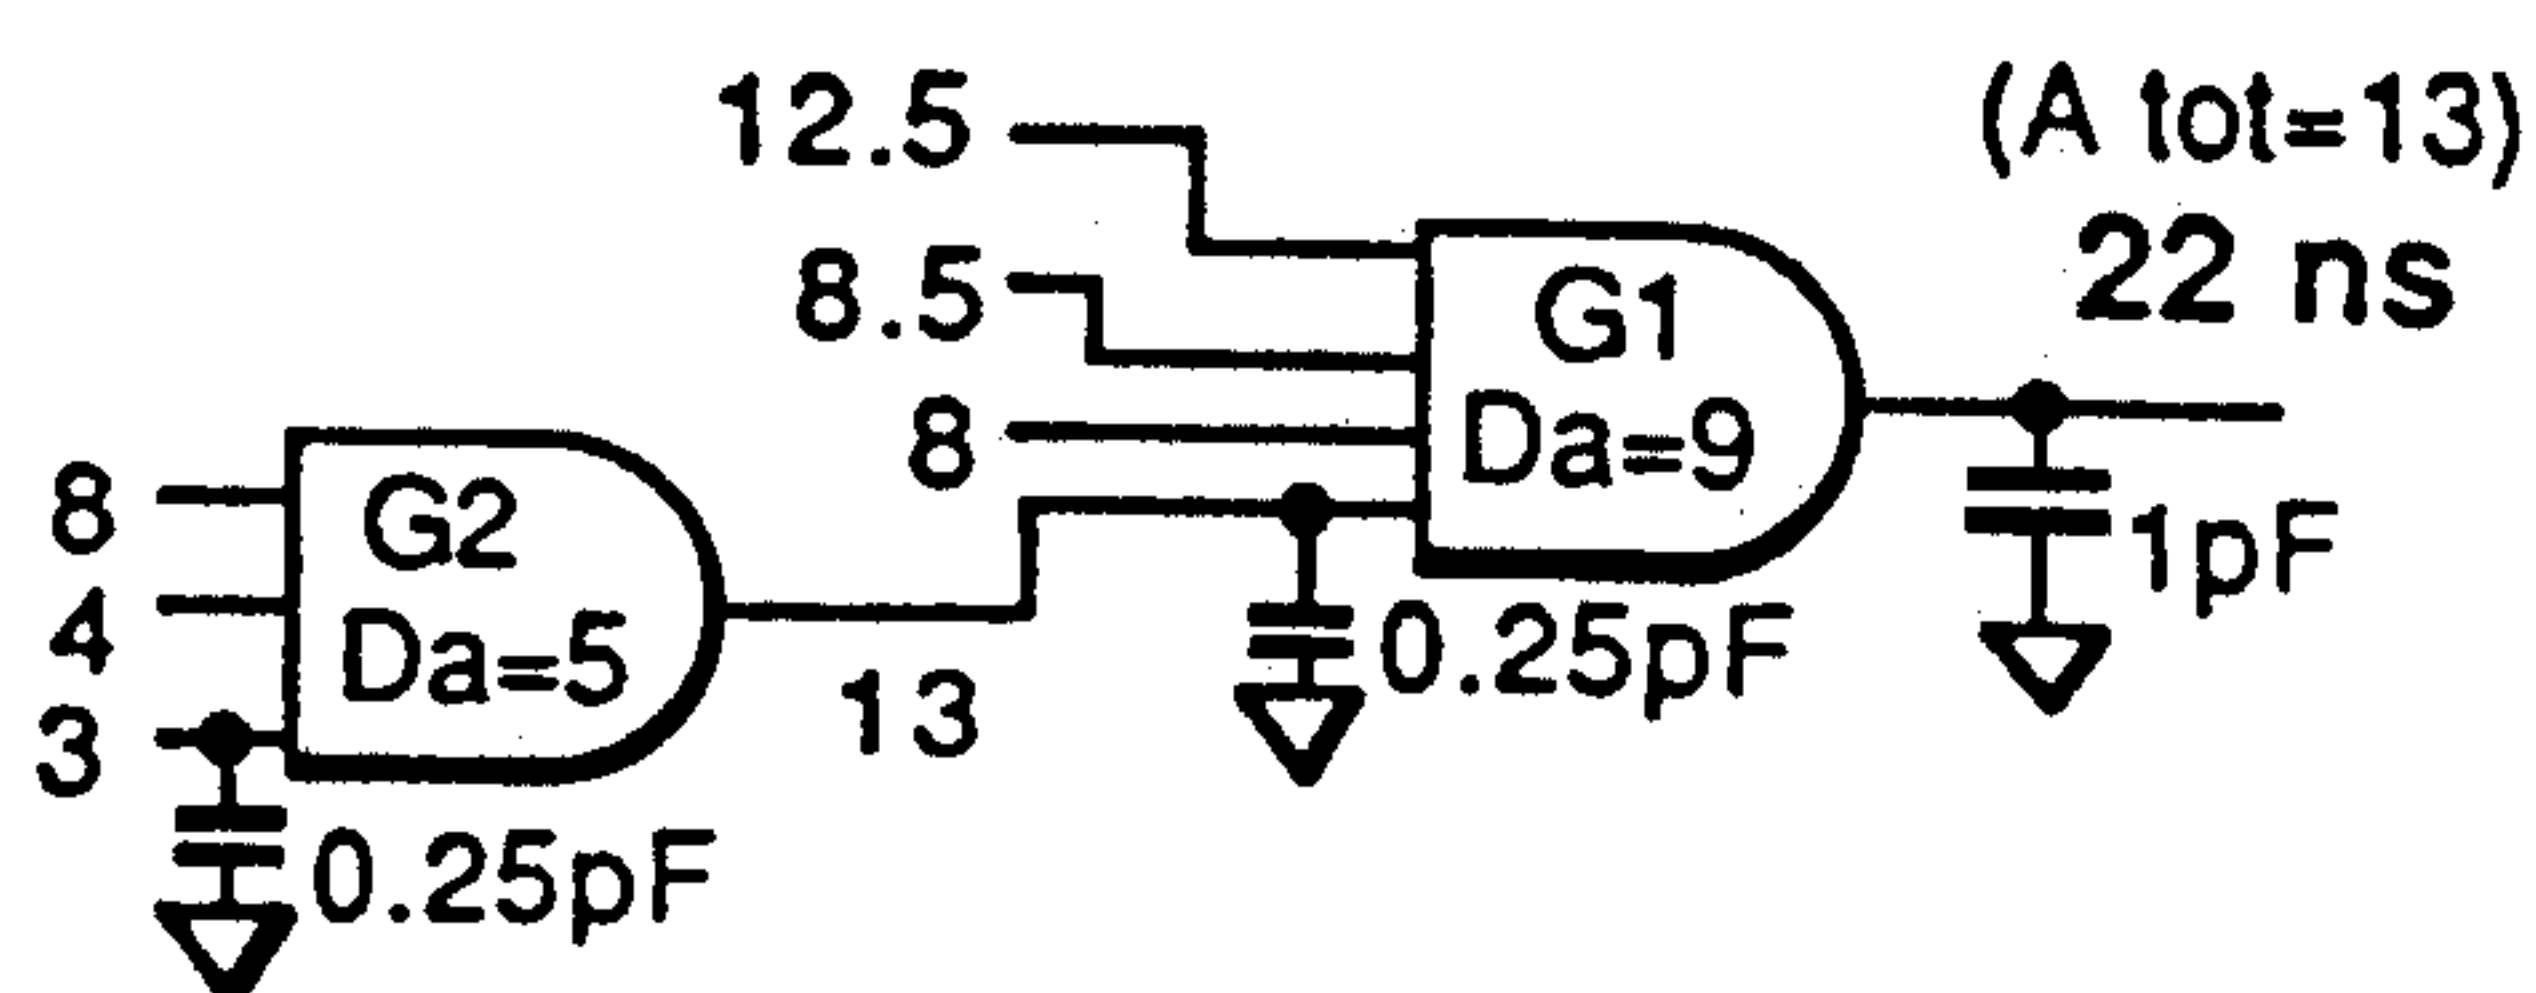 12.5
(A tot=13)
22 ns
8.5
G1
Da=9
8
8
G2
4
Da=5
3
13
0.25pF
1pF
0.25pF